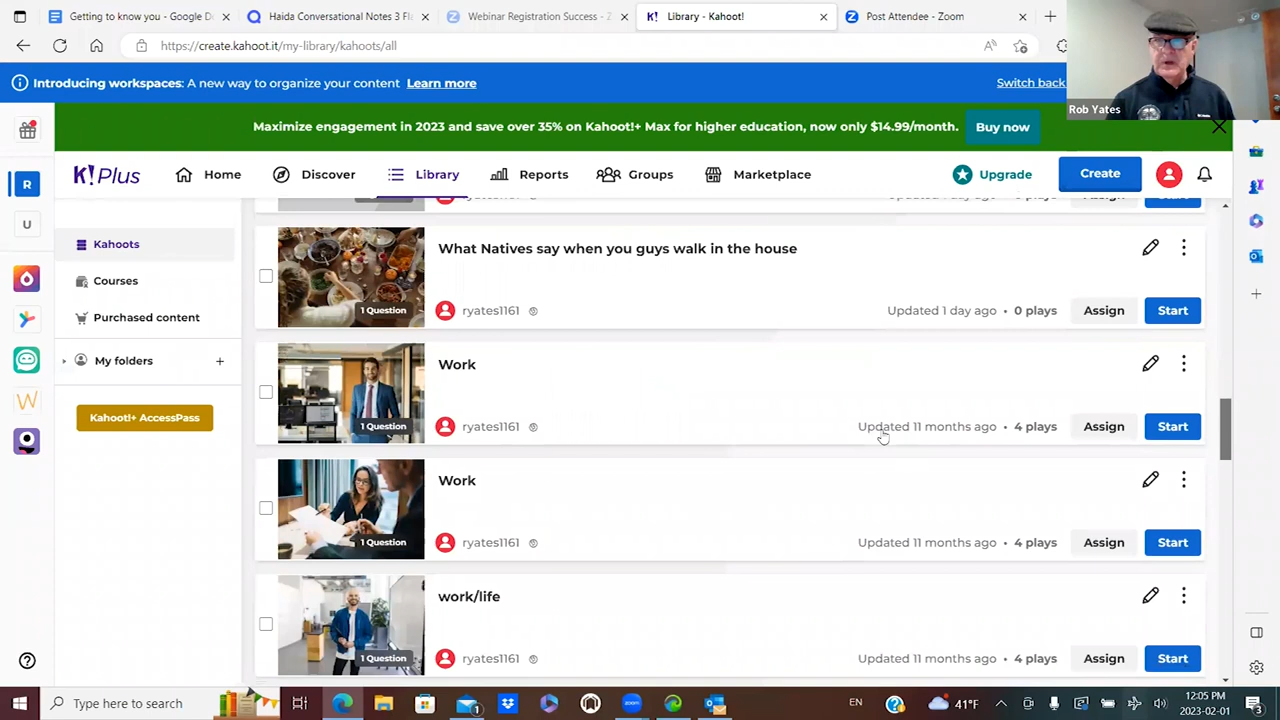 Getting to know you - Google D
Haida Conversational Notes 3 Fl
Webinar Registration Success - Z
K! Library - Kahoot!
Post Attendee - Zoom
https://create.kahoot.it/my-library/kahoots/all
Rob Yates
Introducing workspaces: A new way to organize your content Learn more
Switch back
Maximize engagement in 2023 and save over 35% on Kahoot!+ Max for higher education, now only $14.99/month. Buy now
K!Plus Home Discover Library Reports Groups Marketplace Upgrade Create
R
U
Kahoots
Courses
Purchased content
My folders +
Kahoot!+ AccessPass
What Natives say when you guys walk in the house
1 Question
ryates1161
Updated 1 day ago • 0 plays Assign Start
Work
1 Question
ryates1161
Updated 11 months ago • 4 plays Assign Start
Work
1 Question
ryates1161
Updated 11 months ago • 4 plays Assign Start
work/life
1 Question
ryates1161
Updated 11 months ago • 4 plays Assign Start
Type here to search
EN
41°F
12:05 PM
2023-02-01